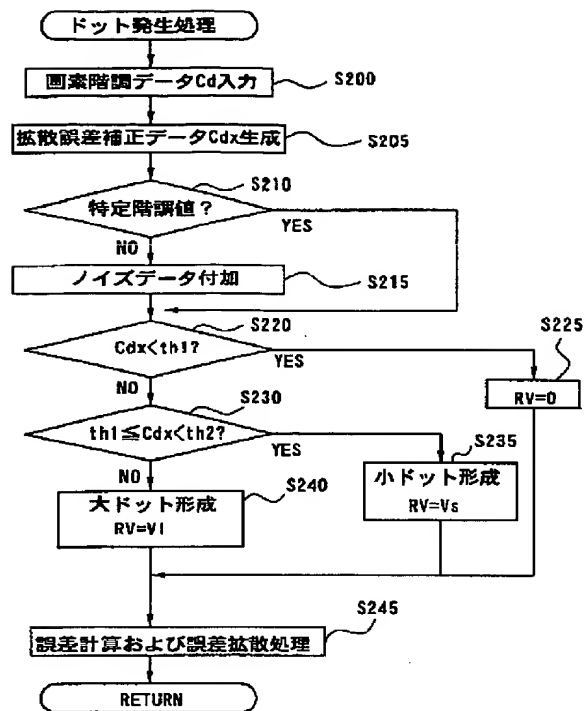 ドット発生処理
画素階調データCd入力
S200
拡散誤差補正データCdx生成
S205
S210
特定階調値?
YES
NO
ノイズデータ付加
S215
S220
Cdx<th1?
YES
NO
S225
RV=0
S230
th1≦Cdx<th2?
YES
NO
S235
小ドット形成
RV=Vs
S240
大ドット形成
RV=Vl
S245
誤差計算および誤差拡散処理
RETURN